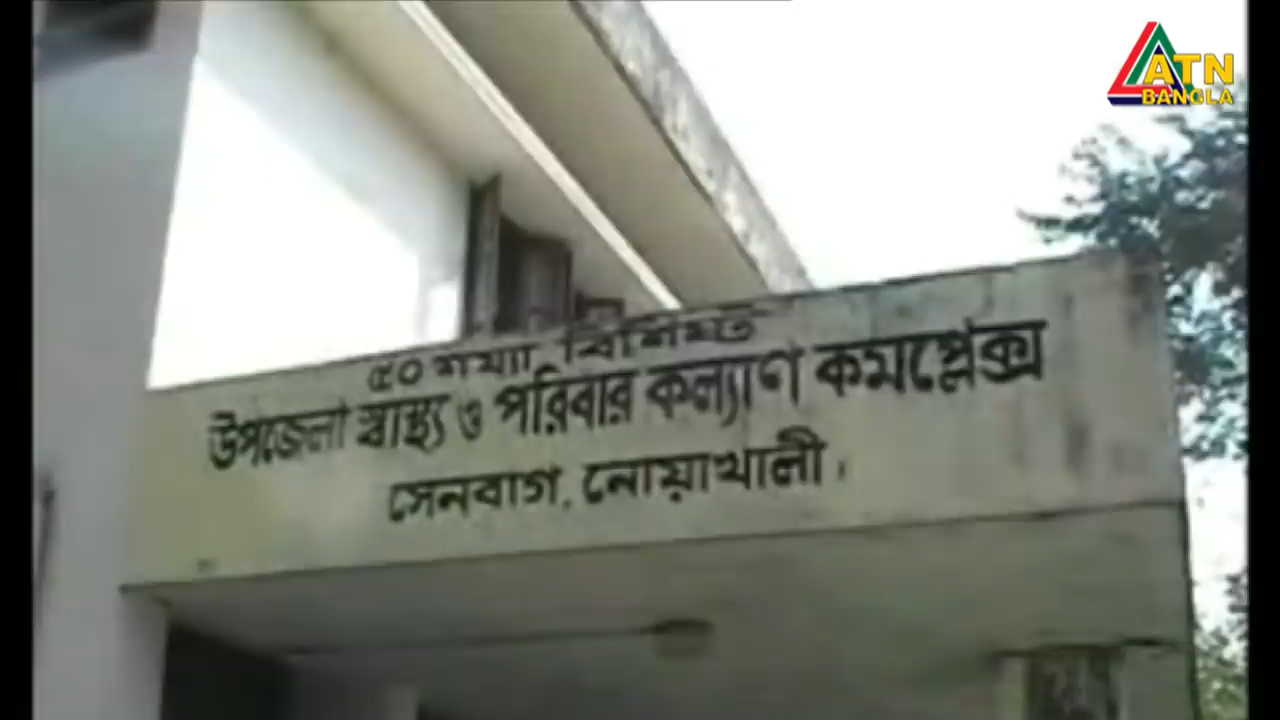 ATN
BANGLA
৫০ শয্যা বিশিষ্ট
উপজেলা স্বাস্থ্য ও পরিবার কল্যাণ কমপ্লেক্স
সেনবাগ, নোয়াখালী।